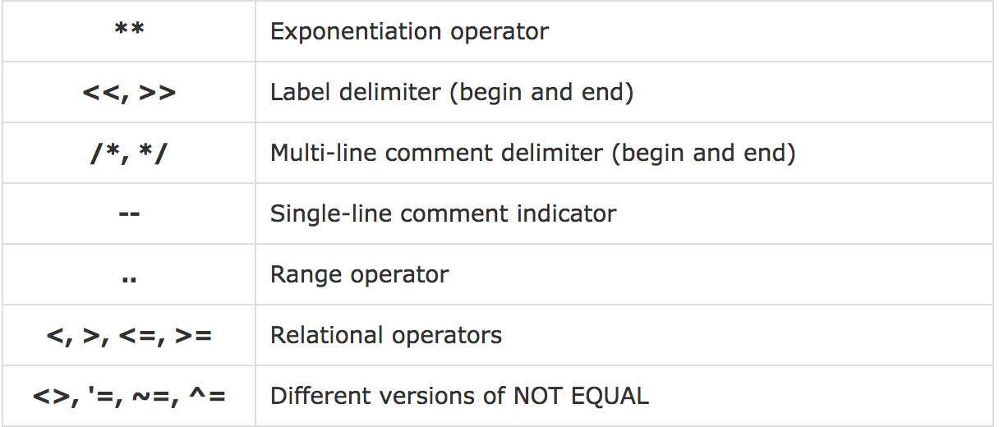 ** Exponentiation operator
<<, >> Label delimiter (begin and end)
/*, */ Multi-line comment delimiter (begin and end)
-- Single-line comment indicator
.. Range operator
<, >, <=, >= Relational operators
<>, '=, ~=, ^= Different versions of NOT EQUAL